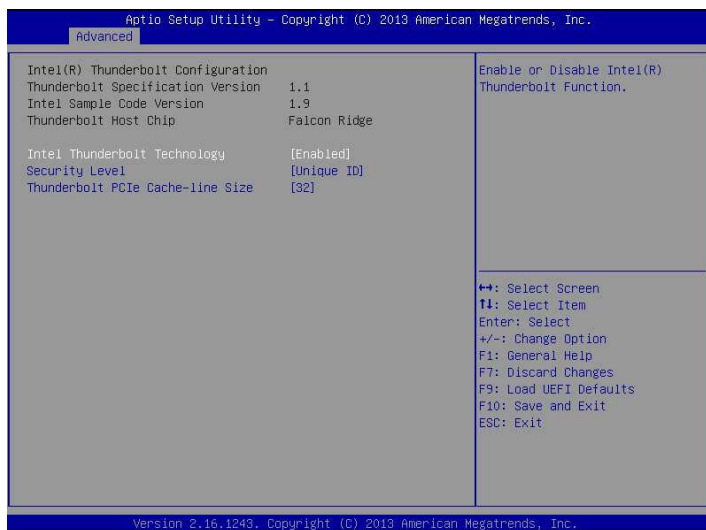 Aptio Setup Utility – Copyright (C) 2013 American Megatrends, Inc.
Advanced
Intel(R) Thunderbolt Configuration
Thunderbolt Specification Version 1.1
Intel Sample Code Version 1.9
Thunderbolt Host Chip Falcon Ridge
Intel Thunderbolt Technology [Enabled]
Security Level [Unique ID]
Thunderbolt PCIe Cache-line Size [32]
Enable or Disable Intel(R)
Thunderbolt Function.
↔: Select Screen
↑↓: Select Item
Enter: Select
+/-: Change Option
F1: General Help
F7: Discard Changes
F9: Load UEFI Defaults
F10: Save and Exit
ESC: Exit
Version 2.16.1243. Copyright (C) 2013 American Megatrends, Inc.